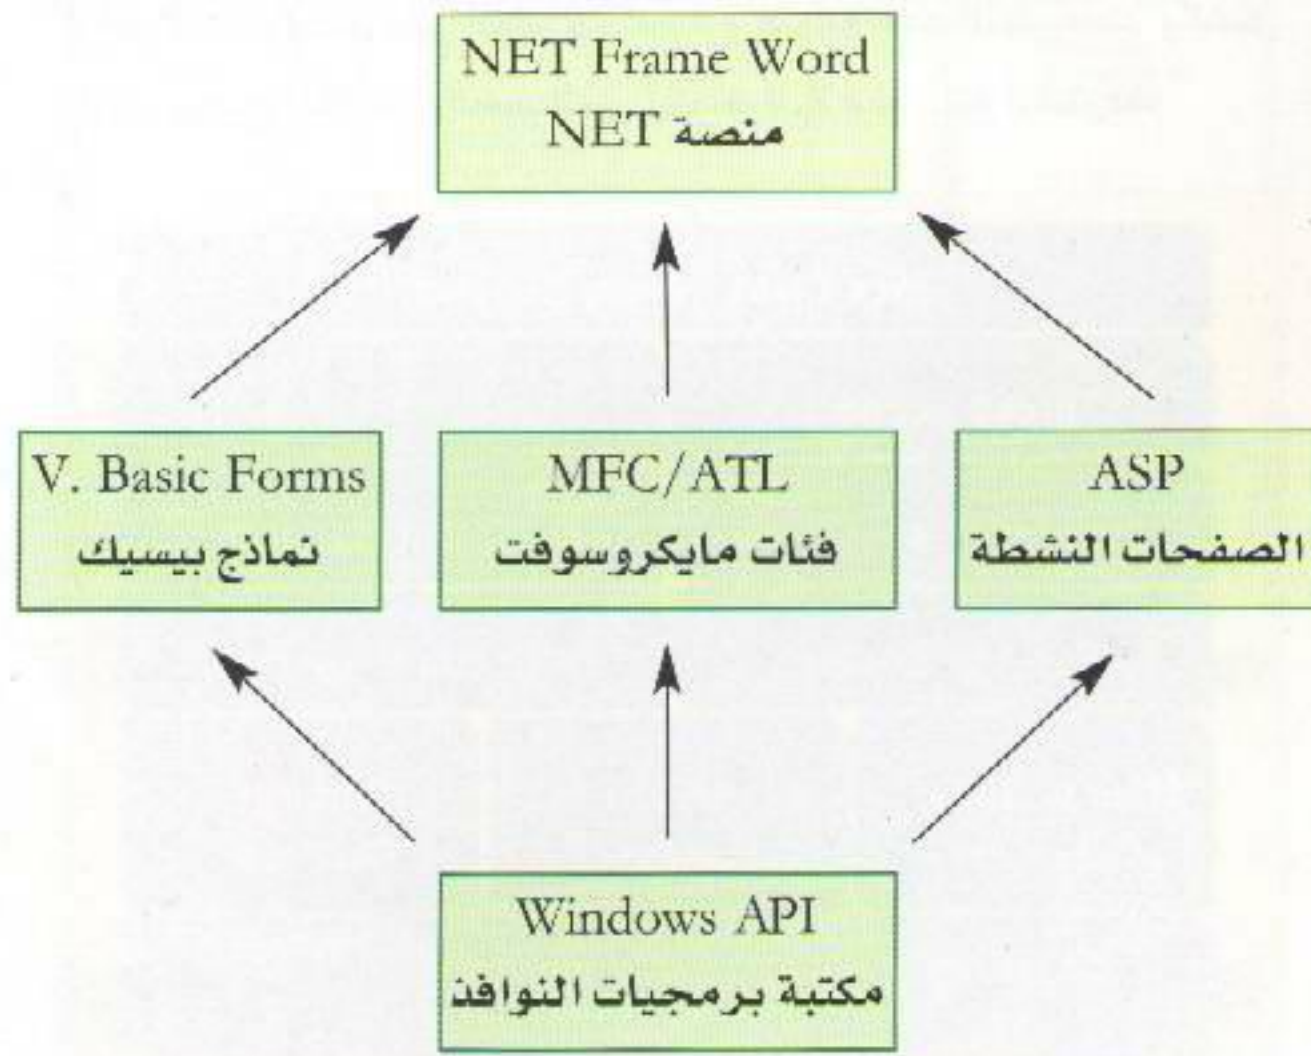 NET Frame Word
منصة NET
V. Basic Forms
نماذج بيسيك
MFC/ATL
فئات مايكروسوفت
ASP
الصفحات النشطة
Windows API
مكتبة برمجيات النوافذ